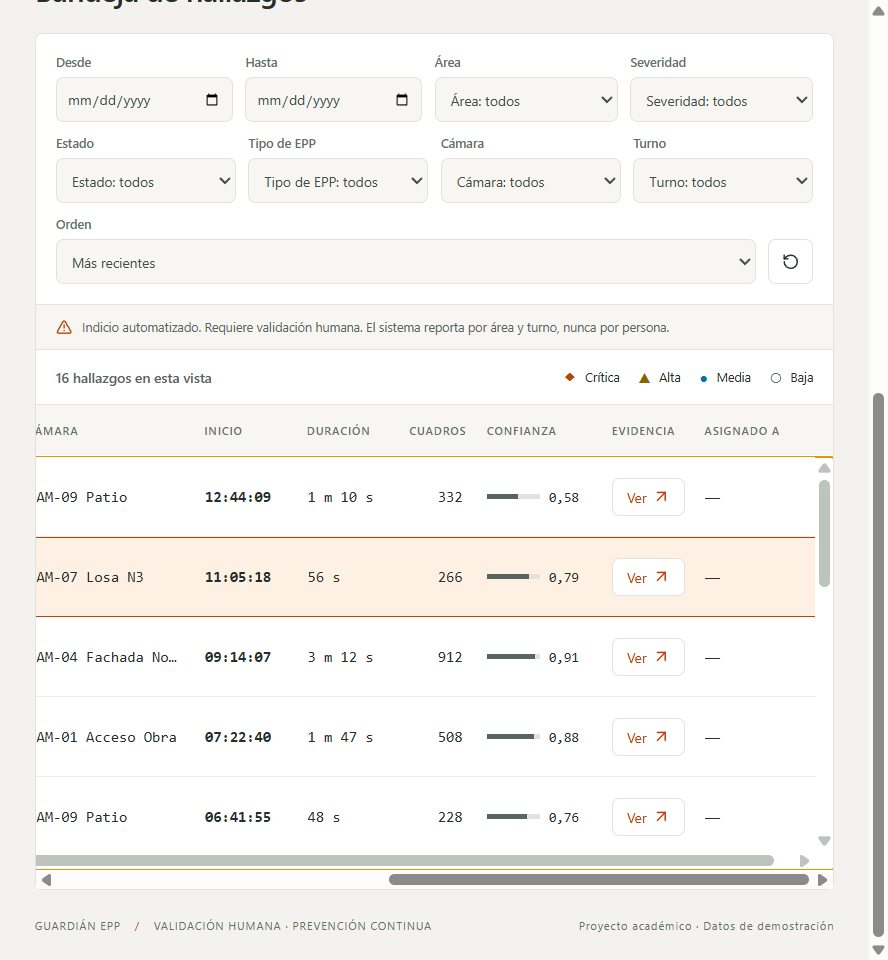 Bandeja de hallazgos
Desde Hasta Área Severidad
mm/dd/yyyy mm/dd/yyyy Área: todos Severidad: todos
Estado Tipo de EPP Cámara Turno
Estado: todos Tipo de EPP: todos Cámara: todos Turno: todos
Orden
Más recientes
Indicio automatizado. Requiere validación humana. El sistema reporta por área y turno, nunca por persona.
16 hallazgos en esta vista Crítica Alta Media Baja
ÁMARA INICIO DURACIÓN CUADROS CONFIANZA EVIDENCIA ASIGNADO A
AM-09 Patio 12:44:09 1 m 10 s 332 0,58 Ver —
AM-07 Losa N3 11:05:18 56 s 266 0,79 Ver —
AM-04 Fachada No… 09:14:07 3 m 12 s 912 0,91 Ver —
AM-01 Acceso Obra 07:22:40 1 m 47 s 508 0,88 Ver —
AM-09 Patio 06:41:55 48 s 228 0,76 Ver —
GUARDIÁN EPP / VALIDACIÓN HUMANA · PREVENCIÓN CONTINUA Proyecto académico · Datos de demostración